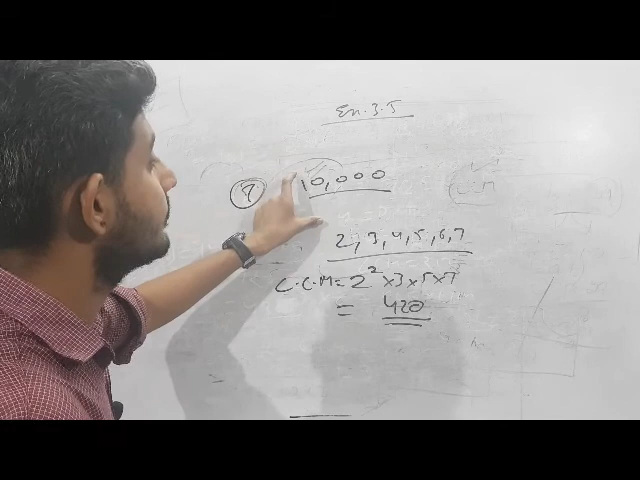 Ex. 3.5
7 10,000
2, 3, 4, 5, 6, 7
L.C.M = 2² × 3 × 5 × 7
= 420